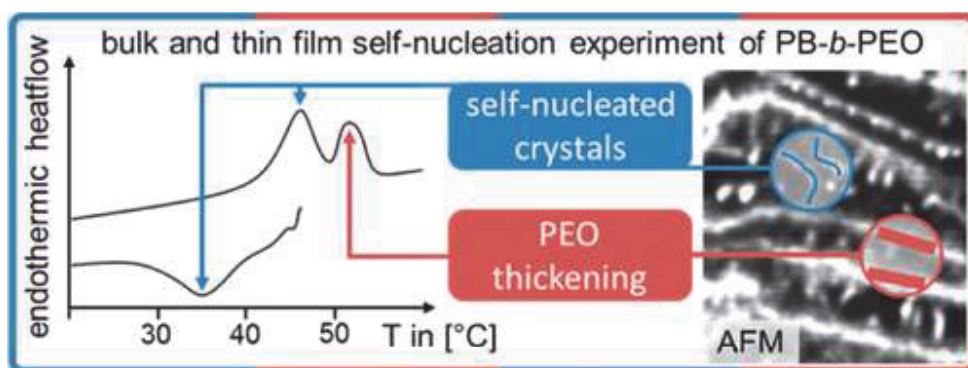 bulk and thin film self-nucleation experiment of PB-b-PEO
endothermic heatflow
self-nucleated
crystals
PEO
thickening
30
40
50
T in [°C]
AFM